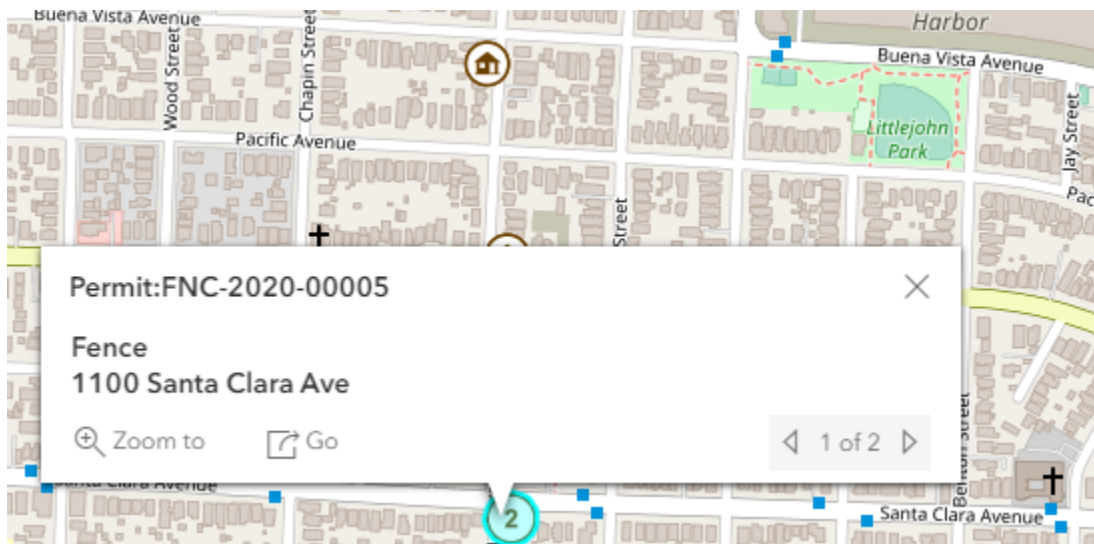 Harbor
Buena Vista Avenue
Buena Vista Avenue
Wood Street
Chapin Street
Jay Street
Littlejohn
Park
Pacific Avenue
Pac
Street
Permit:FNC-2020-00005
Fence
1100 Santa Clara Ave
Zoom to
Go
1 of 2
Benton Street
Santa Clara Avenue
2
Santa Clara Avenue